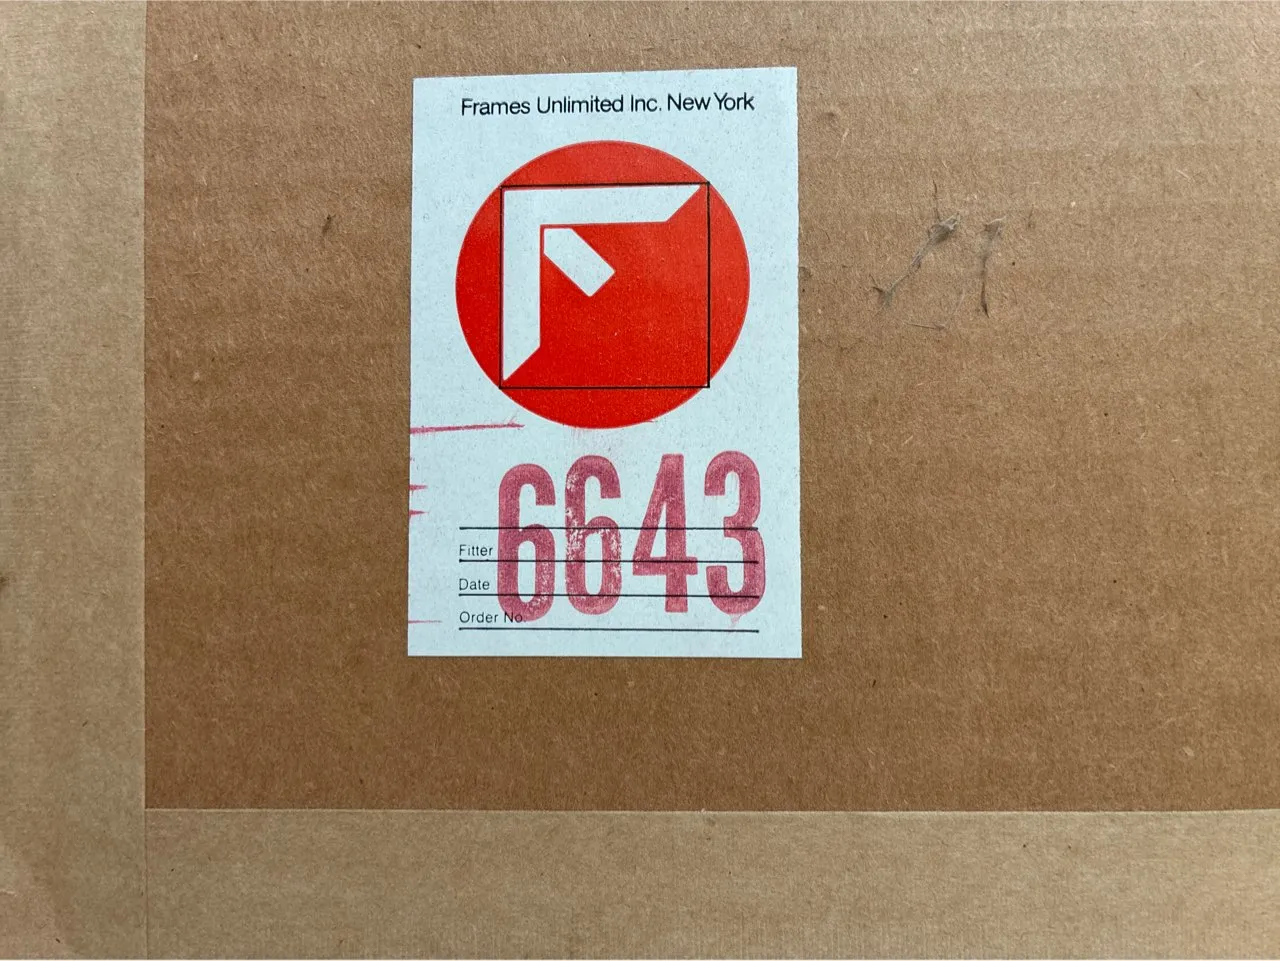 Frames Unlimited Inc. New York
6643
Fitter
Date
Order No.